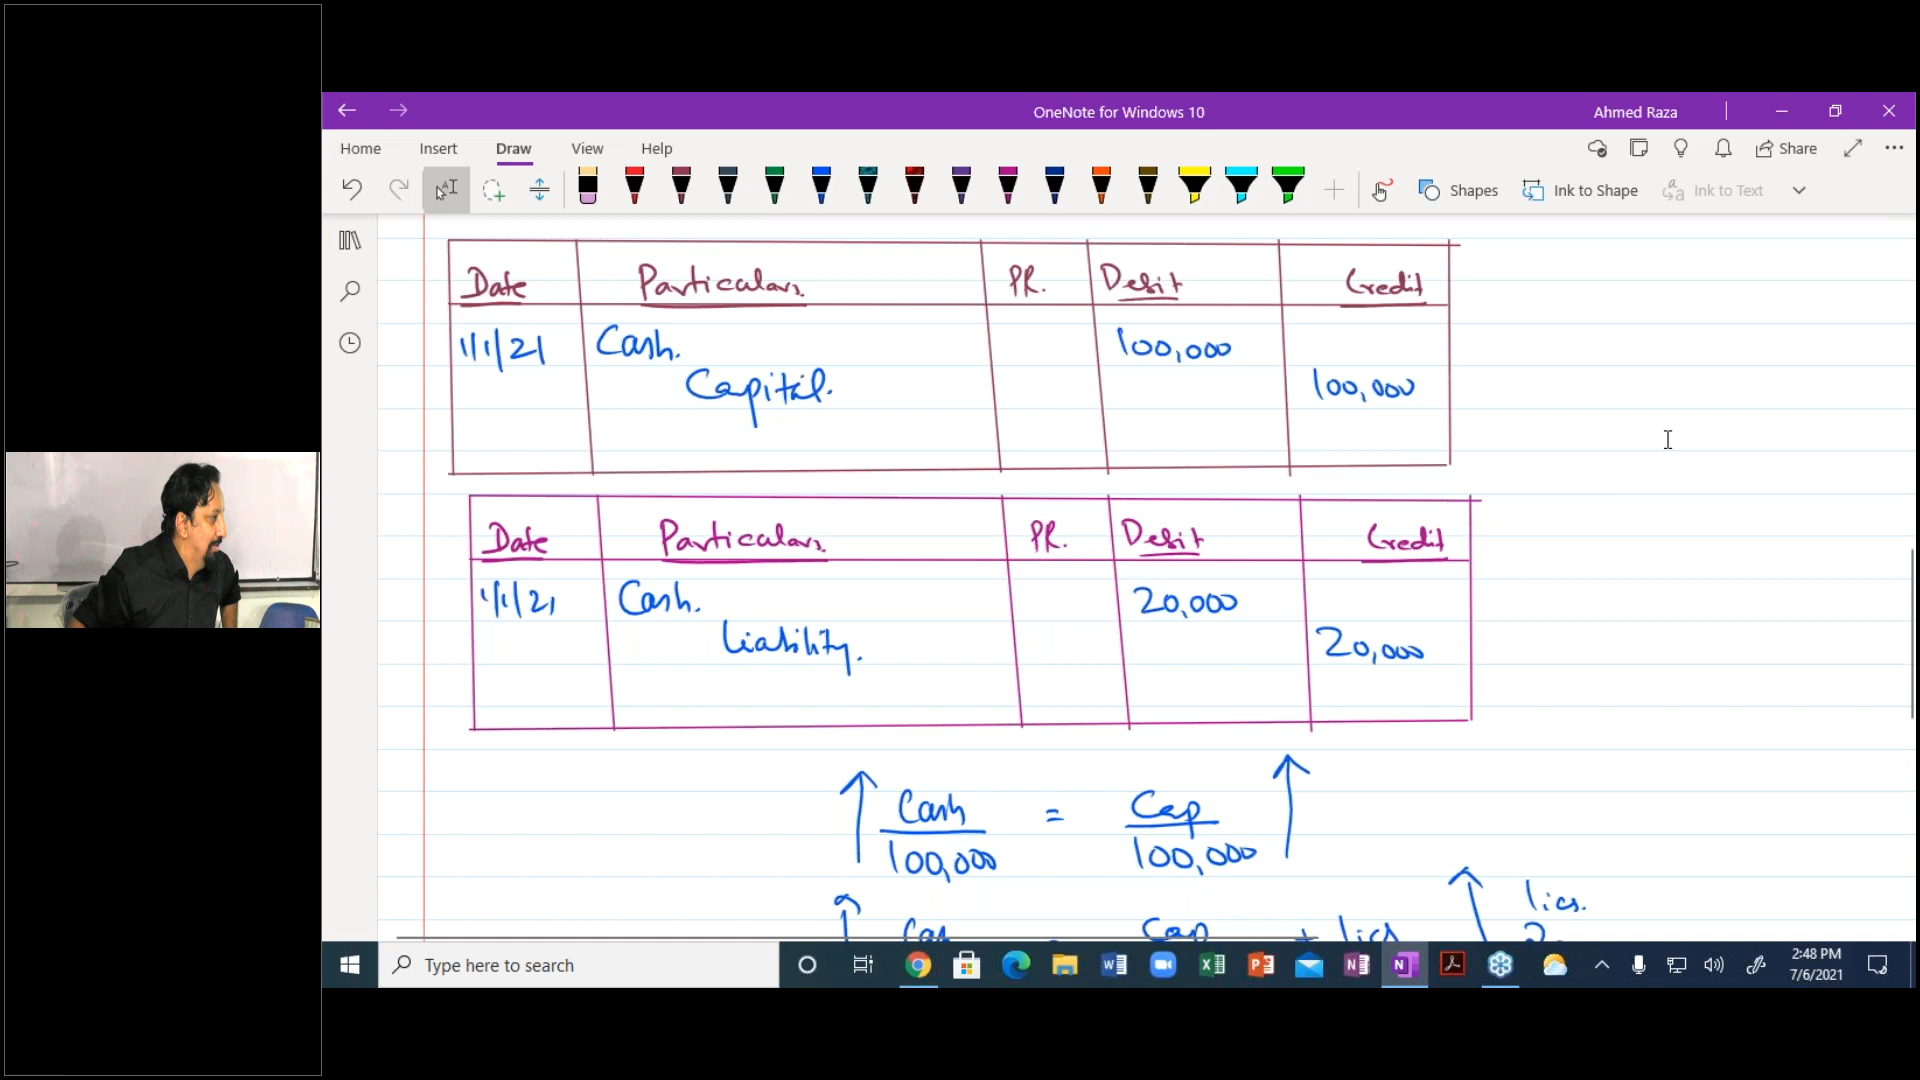 OneNote for Windows 10
Ahmed Raza
Home Insert Draw View Help
Share
Shapes Ink to Shape Ink to Text
Date Particulars. PR. Debit Credit
1/1/21 Cash. 100,000
Capital. 100,000
Date Particulars. PR. Debit Credit
1/1/21 Cash. 20,000
Liability. 20,000
Cash = Cap
100,000 100,000
lies.
Cap + lies
Type here to search
2:48 PM
7/6/2021